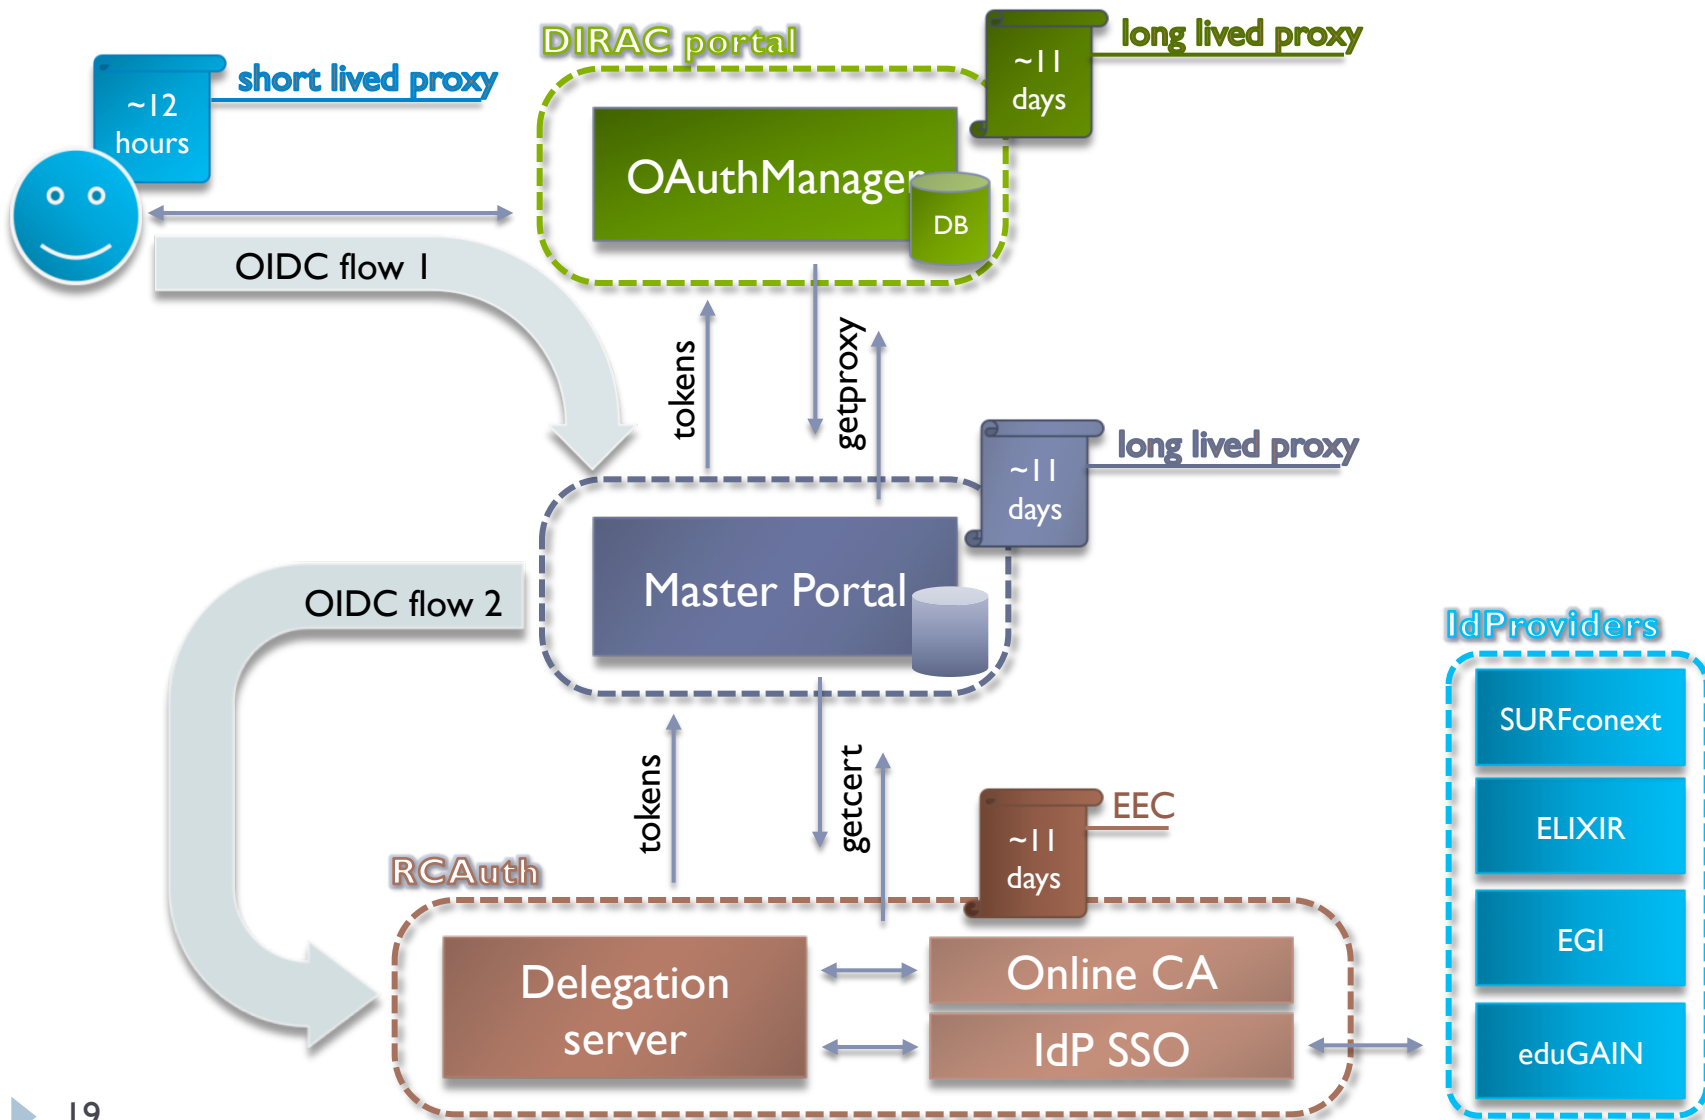 DIRAC portal
long lived proxy
~11
days
short lived proxy
~12
hours
OAuthManager
DB
OIDC flow 1
tokens
getproxy
long lived proxy
~11
days
Master Portal
OIDC flow 2
IdProviders
SURFconext
ELIXIR
EGI
eduGAIN
tokens
getcert
EEC
~11
days
RCAuth
Delegation
server
Online CA
IdP SSO
19